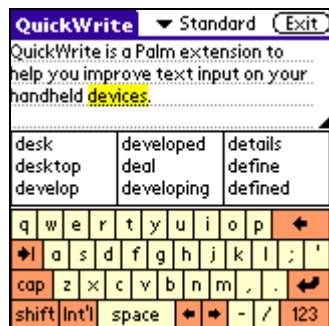 QuickWrite ▼ Standard Exit
QuickWrite is a Palm extension to
help you improve text input on your
handheld devices.
desk developed details
desktop deal define
develop developing defined
q w e r t y u i o p
a s d f g h j k l ; '
cap z x c v b n m , .
shift Int'l space - / 123